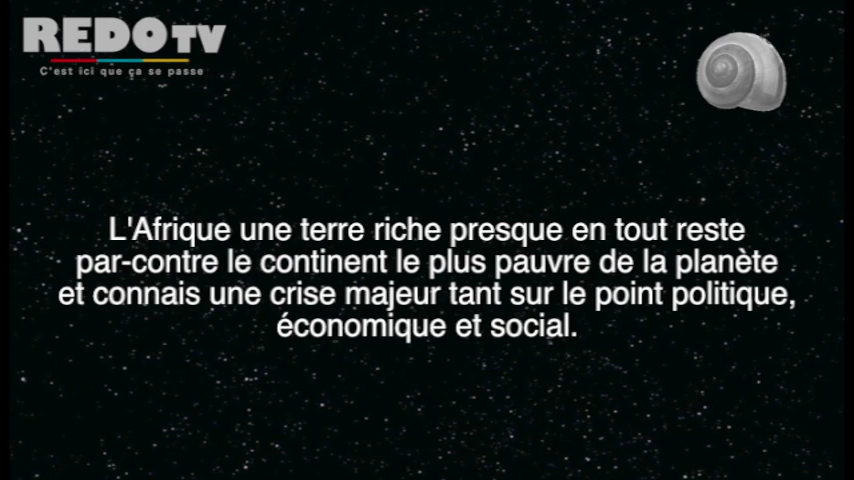 REDO TV
C'est ici que ça se passe
L'Afrique une terre riche presque en tout reste
par-contre le continent le plus pauvre de la planète
et connais une crise majeur tant sur le point politique,
économique et social.